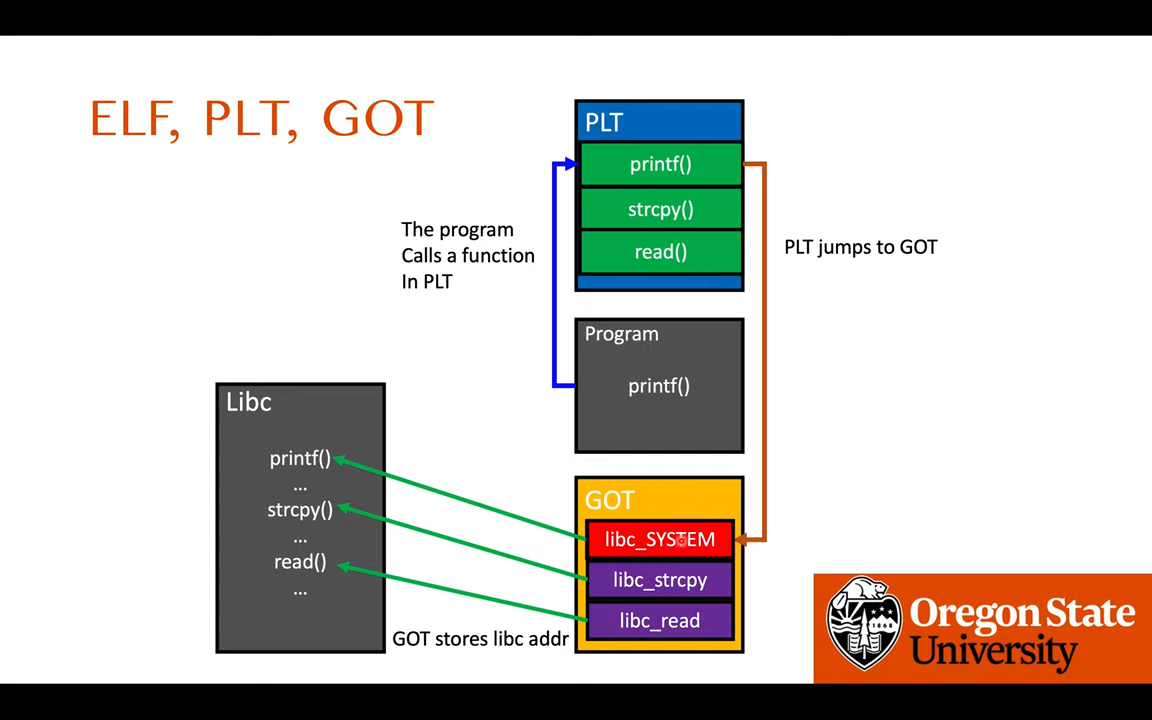 ELF, PLT, GOT
PLT
printf()
strcpy()
read()
The program
Calls a function
In PLT
PLT jumps to GOT
Program
printf()
Libc
printf()
...
strcpy()
...
read()
...
GOT
libc_SYSTEM
libc_strcpy
libc_read
GOT stores libc addr
Oregon State
University